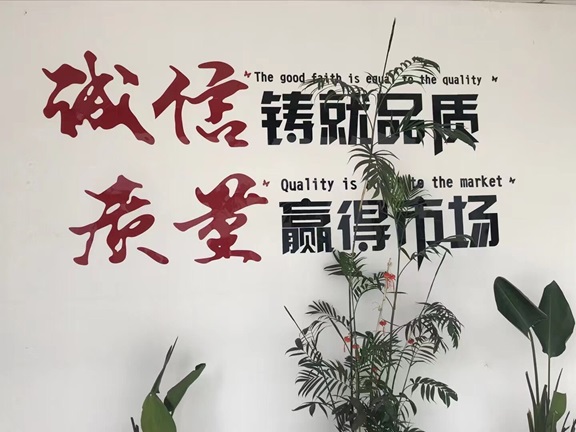 诚信铸就品质
The good faith is equal to the quality
质量赢得市场
Quality is to the market